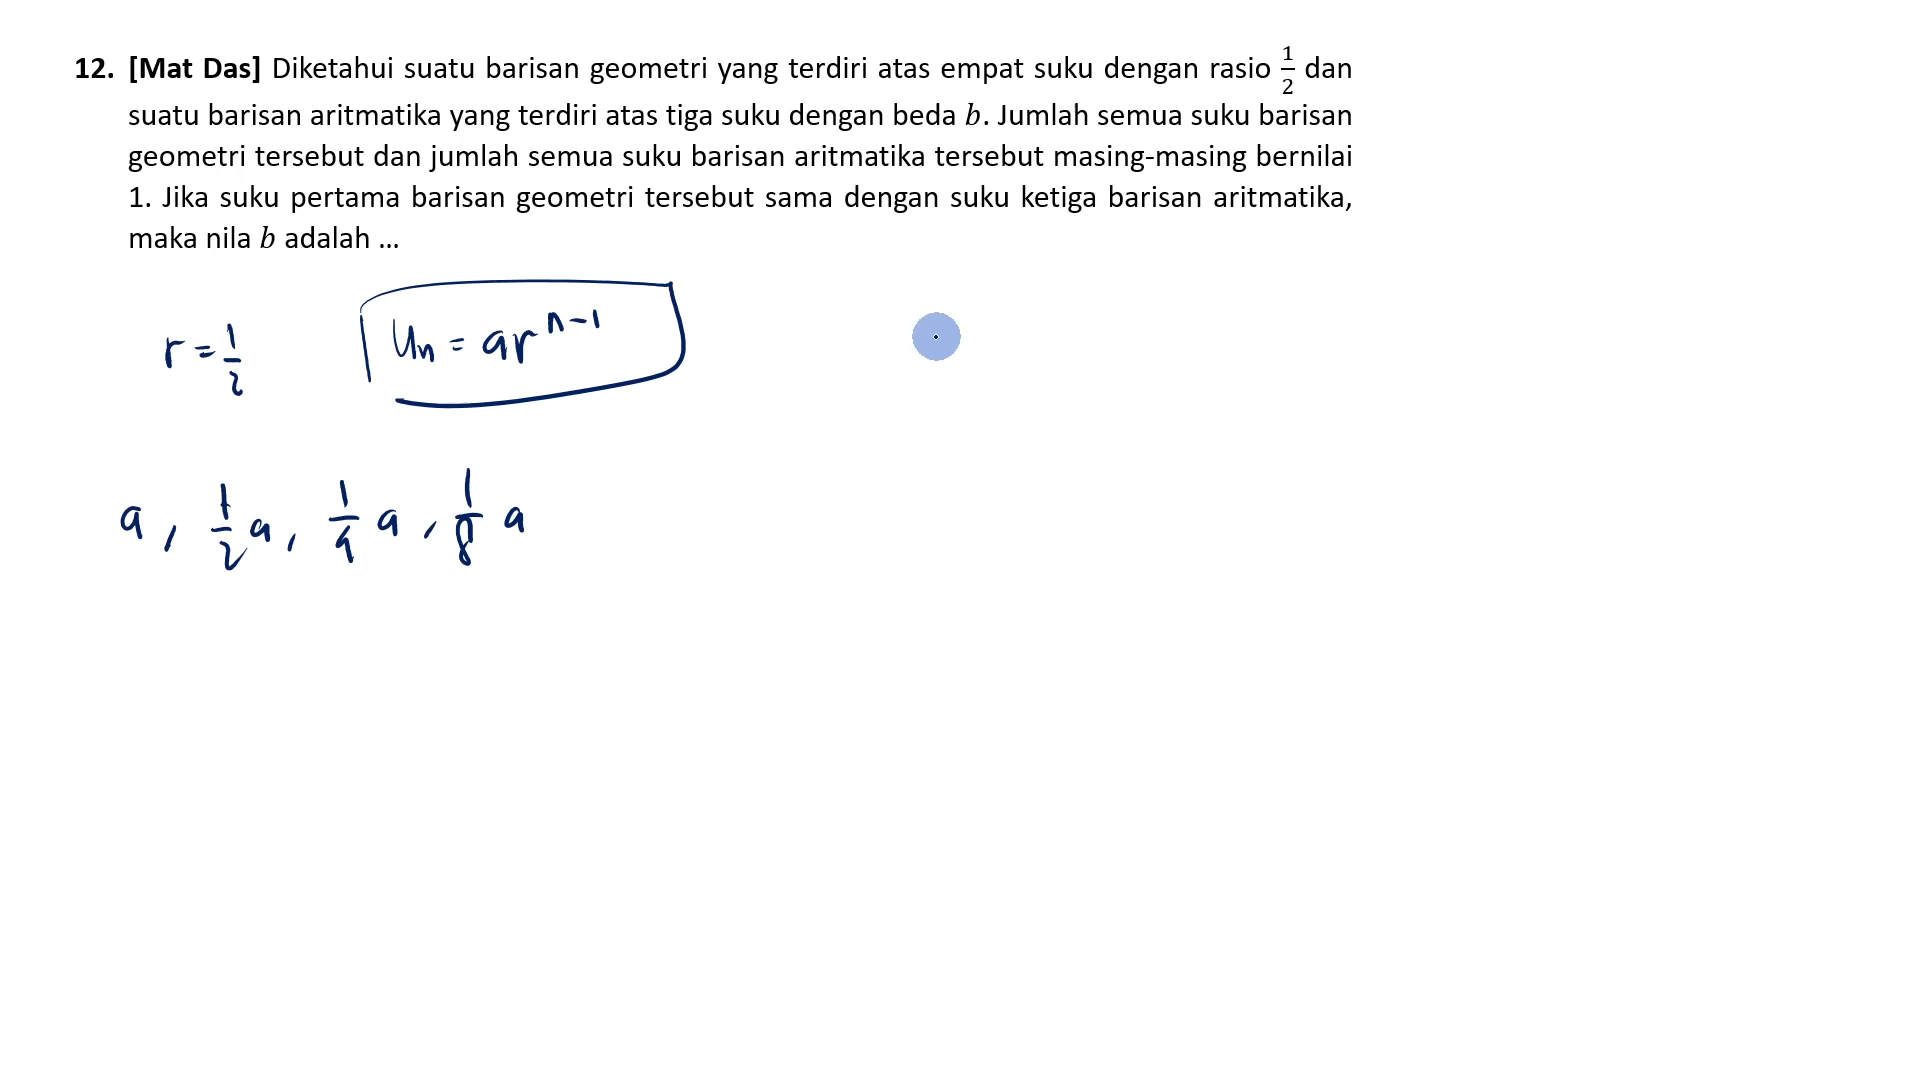 12. [Mat Das] Diketahui suatu barisan geometri yang terdiri atas empat suku dengan rasio 1/2 dan
suatu barisan aritmatika yang terdiri atas tiga suku dengan beda b. Jumlah semua suku barisan
geometri tersebut dan jumlah semua suku barisan aritmatika tersebut masing-masing bernilai
1. Jika suku pertama barisan geometri tersebut sama dengan suku ketiga barisan aritmatika,
maka nila b adalah ...
r = 1/2
Un = ar^(n-1)
a, 1/2 a, 1/4 a, 1/8 a